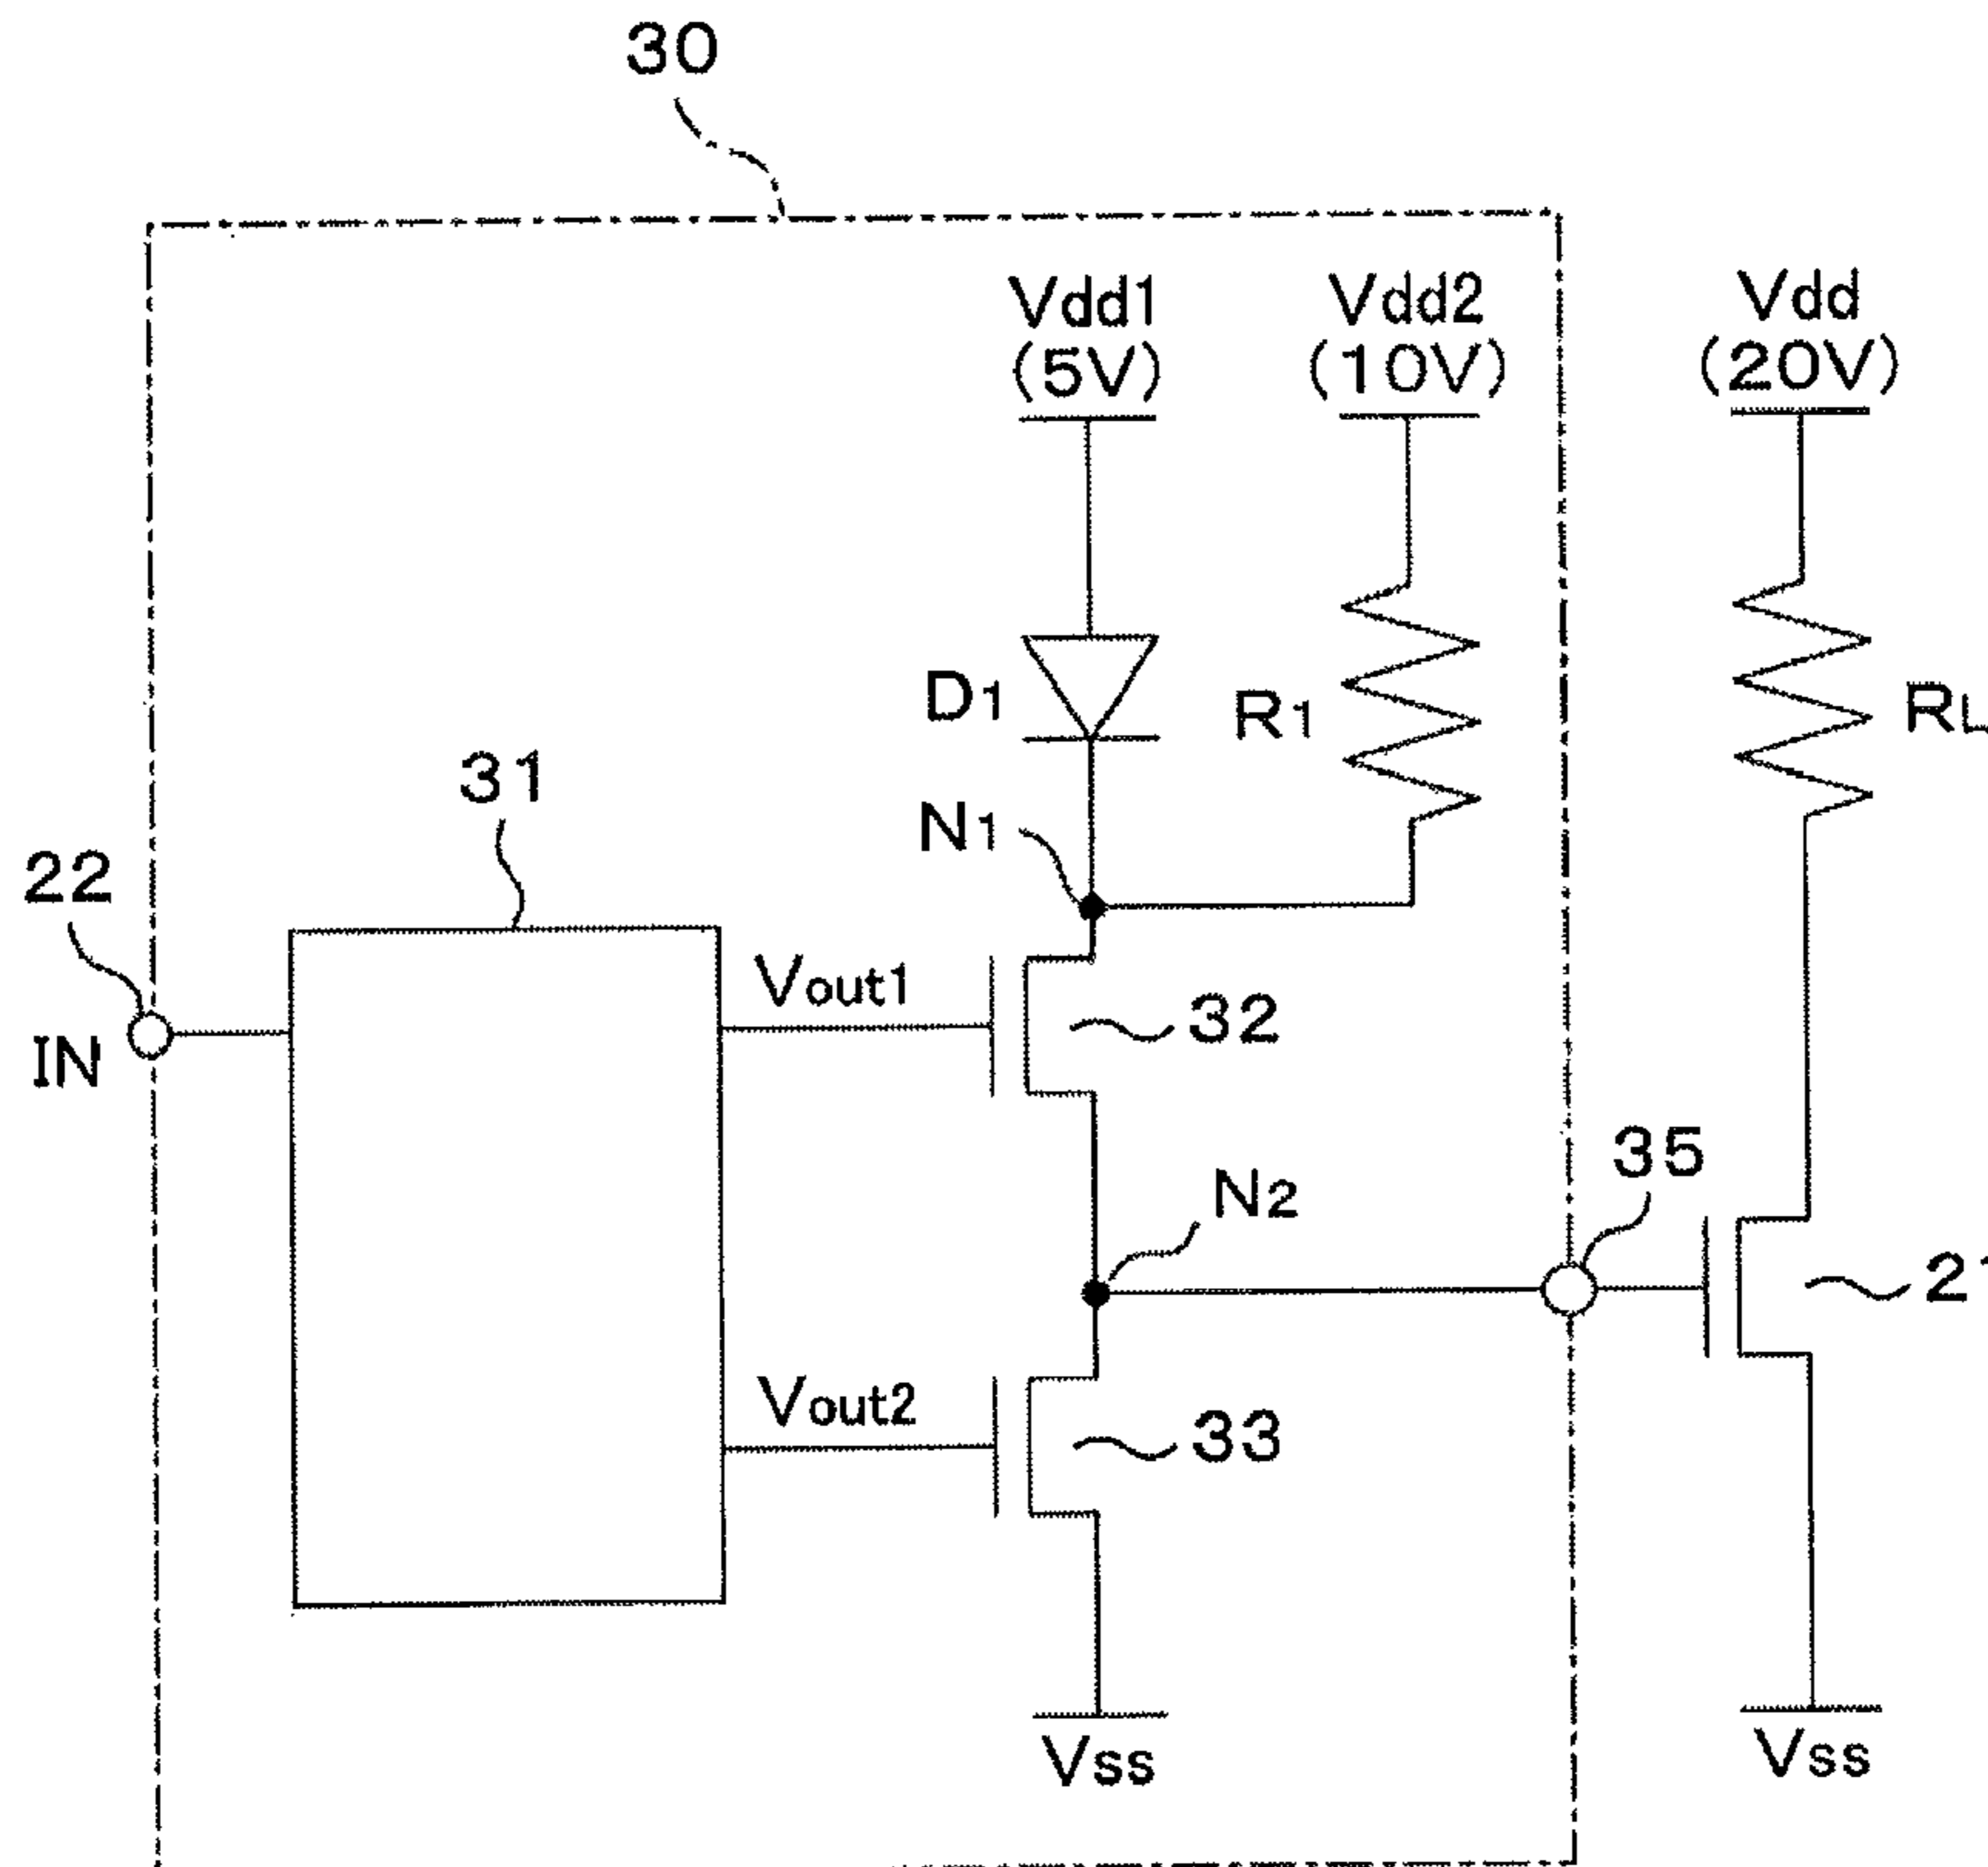 30
Vdd1
(5V)
Vdd2
(10V)
Vdd
(20V)
D1
R1
RL
31
N1
22
IN
Vout1
32
N2
35
Vout2
33
Vss
Vss